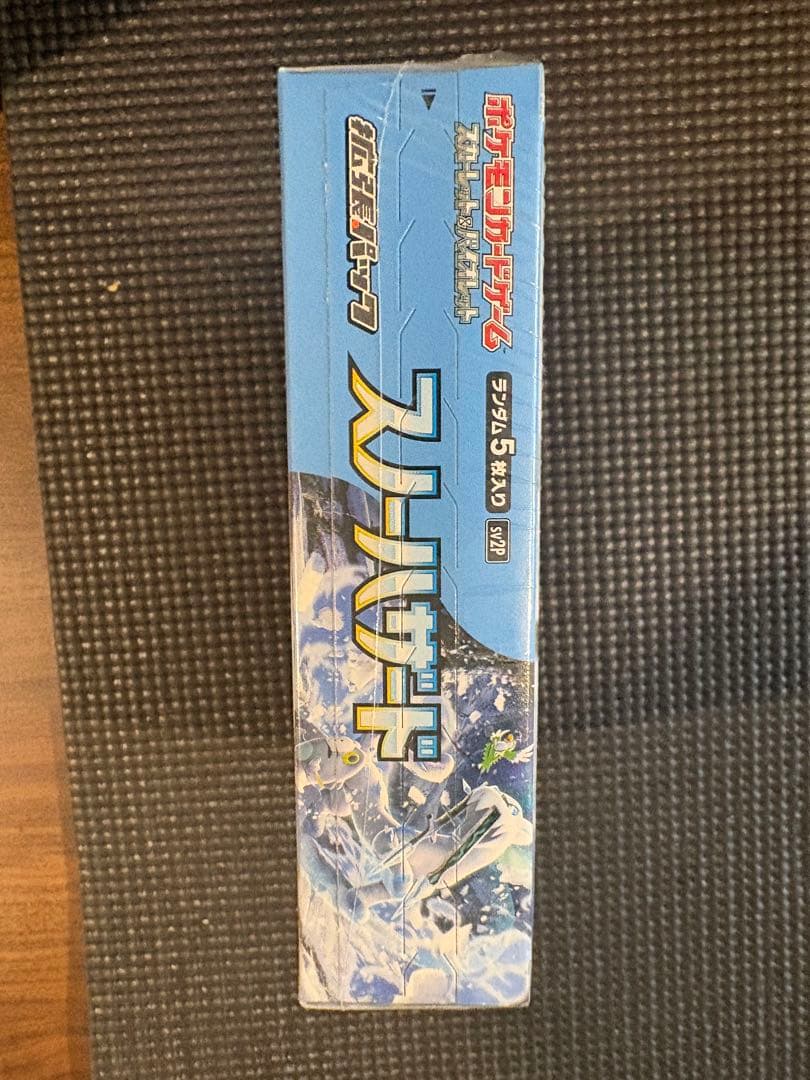 ポケモンカードゲーム
スカーレット&バイオレット
ランダム5枚入り
sv2P
拡張パック
スノーハザード